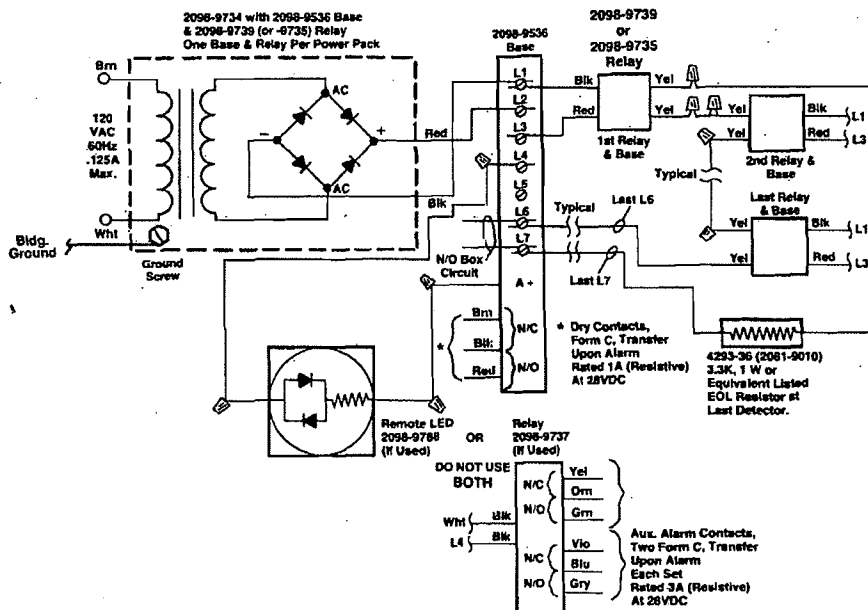 2098-9734 with 2098-9536 Base
& 2098-9739 (or -9735) Relay
One Base & Relay Per Power Pack
2098-9536
Base
2098-9739
or
2098-9735
Relay
Brn
120
VAC
60Hz
.125A
Max.
Wht
AC
AC
-
+
Red
Blk
Bldg.
Ground
Ground
Screw
L1
L2
L3
L4
L5
L6
L7
A +
N/O Box
Circuit
Blk
Red
Yel
Yel
1st Relay
& Base
Yel
Yel
Blk
Red
L1
L3
2nd Relay &
Base
Typical
Typical
Last L6
Last L7
Last Relay
& Base
Yel
Yel
Blk
Red
L1
L3
*
Brn
Blk
Red
N/C
N/O
* Dry Contacts,
Form C, Transfer
Upon Alarm
Rated 1A (Resistive)
At 28VDC
4293-36 (2081-9010)
3.3K, 1 W or
Equivalent Listed
EOL Resistor at
Last Detector.
Remote LED
2098-9788
(If Used)
OR
Relay
2098-9737
(If Used)
DO NOT USE
BOTH
Wht
Blk
L4
Blk
N/C
N/O
Yel
Orn
Grn
N/C
N/O
Vio
Blu
Gry
Aux. Alarm Contacts,
Two Form C, Transfer
Upon Alarm
Each Set
Rated 3A (Resistive)
At 28VDC